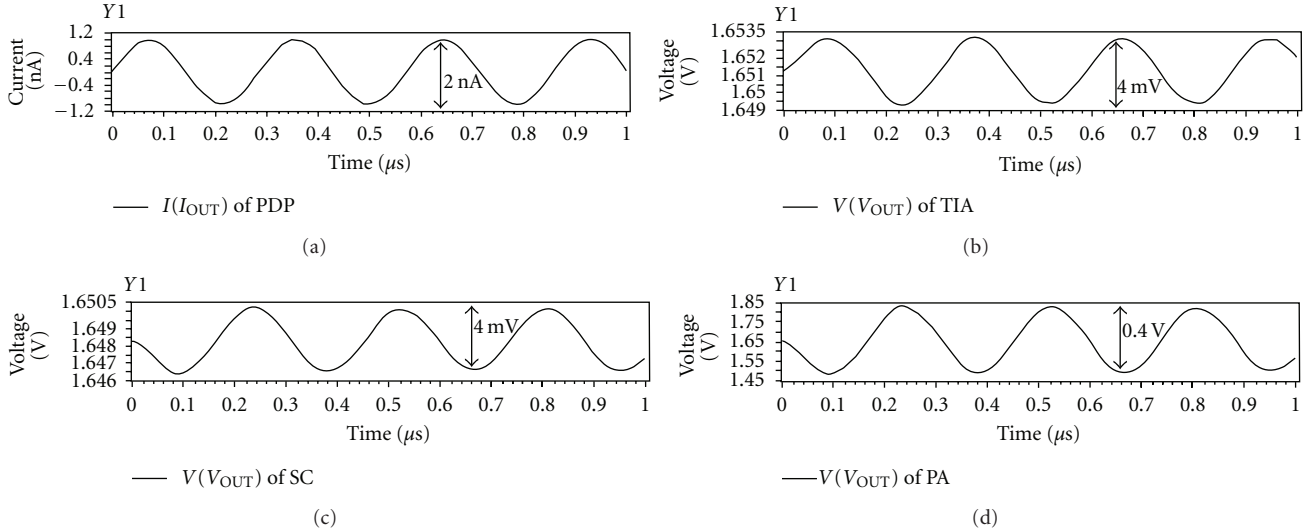 Y1
1.2
0.4
−0.4
−1.2
Current
(nA)
2 nA
0 0.1 0.2 0.3 0.4 0.5 0.6 0.7 0.8 0.9 1
Time (μs)
I(I_OUT) of PDP
(a)
Y1
1.6535
1.652
1.651
1.65
1.649
Voltage
(V)
4 mV
0 0.1 0.2 0.3 0.4 0.5 0.6 0.7 0.8 0.9 1
Time (μs)
V(V_OUT) of TIA
(b)
Y1
1.6505
1.649
1.648
1.647
1.646
Voltage
(V)
4 mV
0 0.1 0.2 0.3 0.4 0.5 0.6 0.7 0.8 0.9 1
Time (μs)
V(V_OUT) of SC
(c)
Y1
1.85
1.75
1.65
1.55
1.45
Voltage
(V)
0.4 V
0 0.1 0.2 0.3 0.4 0.5 0.6 0.7 0.8 0.9 1
Time (μs)
V(V_OUT) of PA
(d)